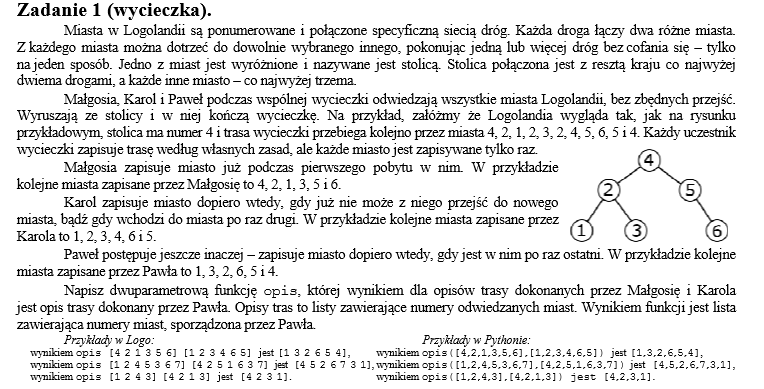 Zadanie 1 (wycieczka).
Miasta w Logolandii są ponumerowane i połączone specyficzną siecią dróg. Każda droga łączy dwa różne miasta.
Z każdego miasta można dotrzeć do dowolnie wybranego innego, pokonując jedną lub więcej dróg bez cofania się – tylko
na jeden sposób. Jedno z miast jest wyróżnione i nazywane jest stolicą. Stolica połączona jest z resztą kraju co najwyżej
dwiema drogami, a każde inne miasto – co najwyżej trzema.
Małgosia, Karol i Paweł podczas wspólnej wycieczki odwiedzają wszystkie miasta Logolandii, bez zbędnych przejść.
Wyruszają ze stolicy i w niej kończą wycieczkę. Na przykład, załóżmy że Logolandia wygląda tak, jak na rysunku
przykładowym, stolica ma numer 4 i trasa wycieczki przebiega kolejno przez miasta 4, 2, 1, 2, 3, 2, 4, 5, 6, 5 i 4. Każdy uczestnik
wycieczki zapisuje trasę według własnych zasad, ale każde miasto jest zapisywane tylko raz.
Małgosia zapisuje miasto już podczas pierwszego pobytu w nim. W przykładzie
kolejne miasta zapisane przez Małgosię to 4, 2, 1, 3, 5 i 6.
Karol zapisuje miasto dopiero wtedy, gdy już nie może z niego przejść do nowego
miasta, bądź gdy wchodzi do miasta po raz drugi. W przykładzie kolejne miasta zapisane przez
Karola to 1, 2, 3, 4, 6 i 5.
4
2
5
1
3
6
Paweł postępuje jeszcze inaczej – zapisuje miasto dopiero wtedy, gdy jest w nim po raz ostatni. W przykładzie kolejne
miasta zapisane przez Pawła to 1, 3, 2, 6, 5 i 4.
Napisz dwuparametrową funkcję opis, której wynikiem dla opisów trasy dokonanych przez Małgosię i Karola
jest opis trasy dokonany przez Pawła. Opisy tras to listy zawierające numery odwiedzanych miast. Wynikiem funkcji jest lista
zawierająca numery miast, sporządzona przez Pawła.
Przykłady w Logo: Przykłady w Pythonie:
wynikiem opis [4 2 1 3 5 6] [1 2 3 4 6 5] jest [1 3 2 6 5 4], wynikiem opis([4,2,1,3,5,6],[1,2,3,4,6,5]) jest [1,3,2,6,5,4],
wynikiem opis [1 2 4 5 3 6 7] [4 2 5 1 6 3 7] jest [4 5 2 6 7 3 1], wynikiem opis([1,2,4,5,3,6,7],[4,2,5,1,6,3,7]) jest [4,5,2,6,7,3,1],
wynikiem opis [1 2 4 3] [4 2 1 3] jest [4 2 3 1]. wynikiem opis([1,2,4,3],[4,2,1,3]) jest [4,2,3,1].